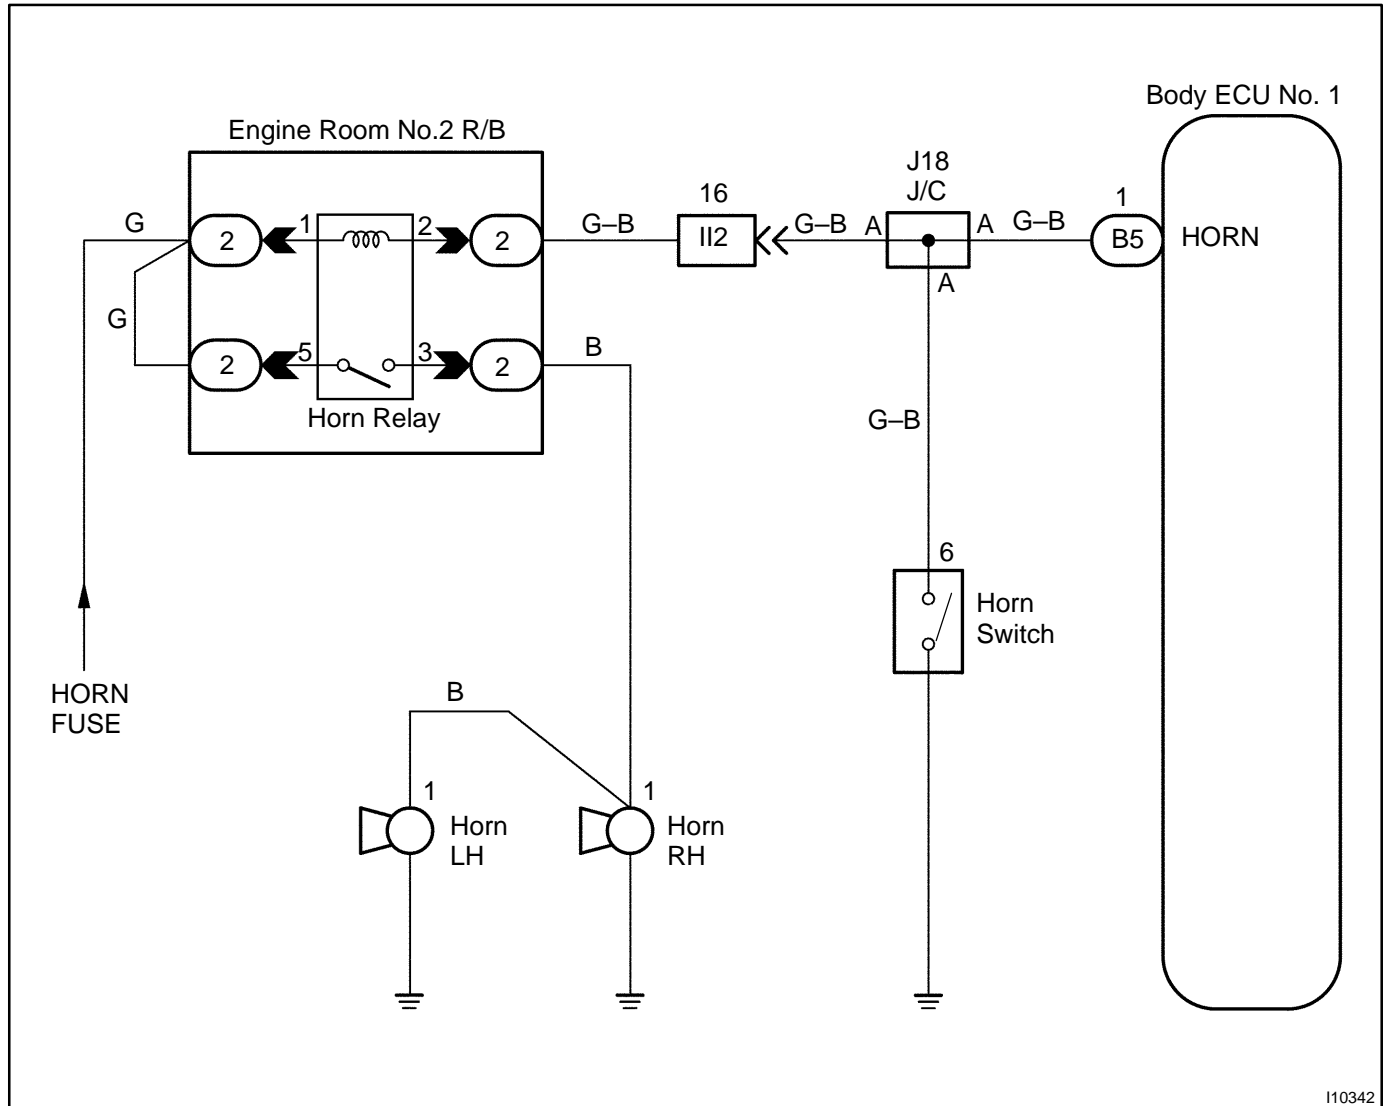 Body ECU No. 1
Engine Room No.2 R/B
J18
J/C
16
1
G
2
1
2
2
G–B
II2
G–B
A
A
G–B
B5
HORN
A
G
2
5
3
2
B
Horn Relay
G–B
6
Horn
Switch
HORN
FUSE
B
1
Horn
LH
1
Horn
RH
I10342